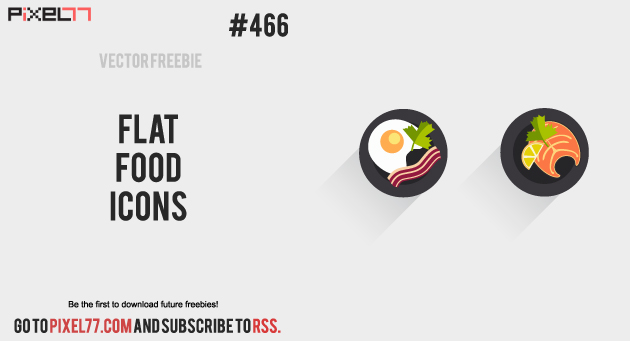 PIXEL77
#466
VECTOR FREEBIE
FLAT
FOOD
ICONS
Be the first to download future freebies!
GO TO PIXEL77.COM AND SUBSCRIBE TO RSS.